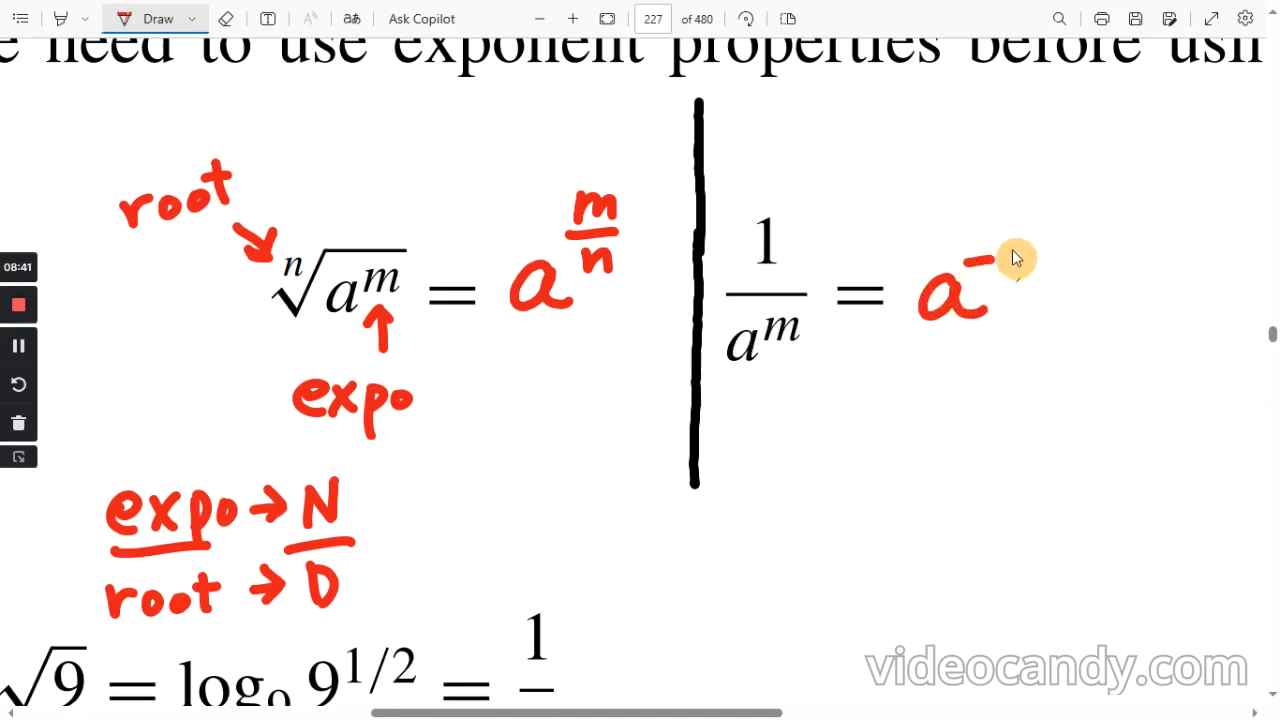 Draw
Ask Copilot
227 of 480
e need to use exponent properties before usin
root
ⁿ√aᵐ = a^(m/n)
1/aᵐ = a⁻
08:41
expo
expo → N
root → D
√9 = log₉ 9^(1/2) = 1
videocandy.com